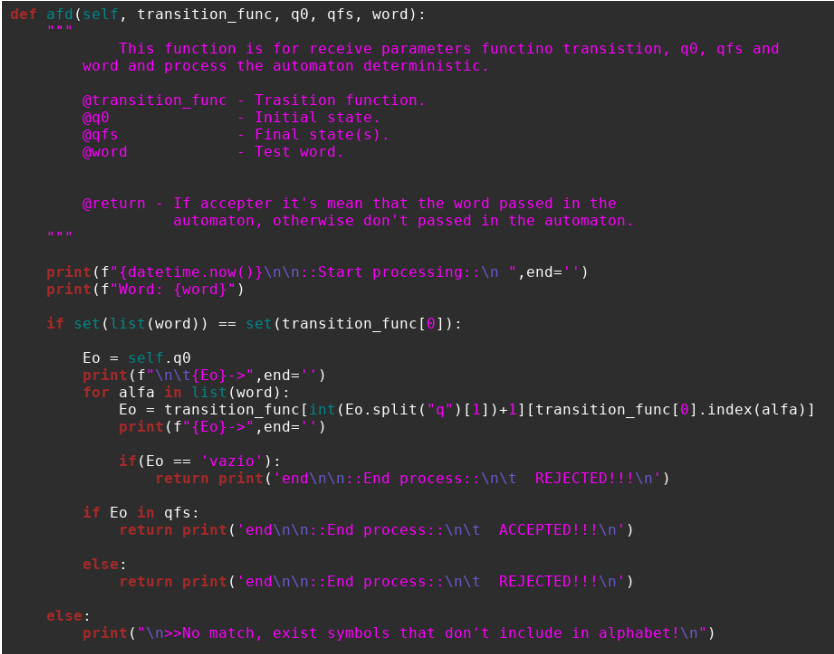 def afd(self, transition_func, q0, qfs, word):
    """
            This function is for receive parameters functino transistion, q0, qfs and
        word and process the automaton deterministic.

        @transition_func - Trasition function.
        @q0              - Initial state.
        @qfs             - Final state(s).
        @word            - Test word.


        @return - If accepter it's mean that the word passed in the
                  automaton, otherwise don't passed in the automaton.
    """

    print(f"{datetime.now()}\n\n::Start processing::\n ",end='')
    print(f"Word: {word}")

    if set(list(word)) == set(transition_func[0]):

        Eo = self.q0
        print(f"\n\t{Eo}->",end='')
        for alfa in list(word):
            Eo = transition_func[int(Eo.split("q")[1])+1][transition_func[0].index(alfa)]
            print(f"{Eo}->",end='')

            if(Eo == 'vazio'):
                return print('end\n\n::End process::\n\t  REJECTED!!!\n')

        if Eo in qfs:
            return print('end\n\n::End process::\n\t  ACCEPTED!!!\n')

        else:
            return print('end\n\n::End process::\n\t  REJECTED!!!\n')

    else:
        print("\n>>No match, exist symbols that don't include in alphabet!\n")